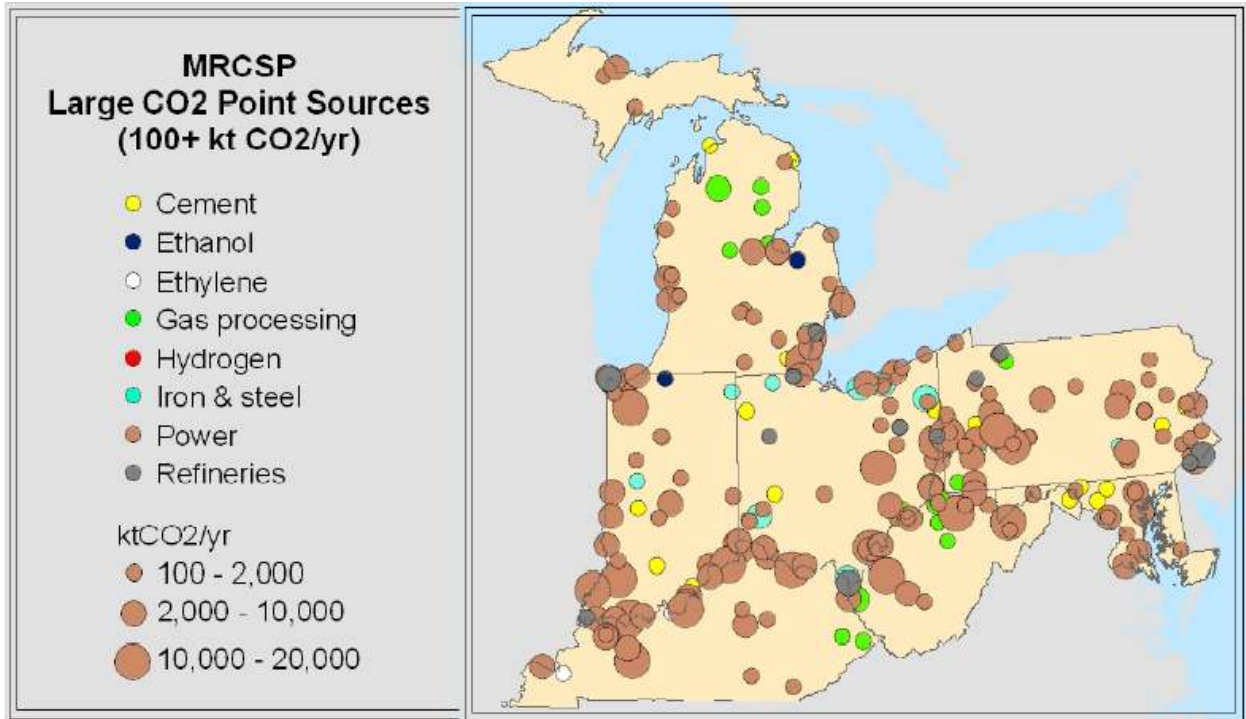 MRCSP
Large CO2 Point Sources
(100+ kt CO2/yr)
Cement
Ethanol
Ethylene
Gas processing
Hydrogen
Iron & steel
Power
Refineries
ktCO2/yr
100 - 2,000
2,000 - 10,000
10,000 - 20,000